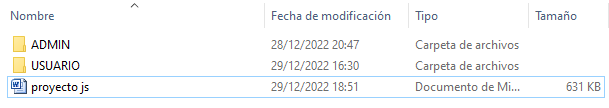 Nombre Fecha de modificación Tipo Tamaño
ADMIN 28/12/2022 20:47 Carpeta de archivos
USUARIO 29/12/2022 16:30 Carpeta de archivos
proyecto js 29/12/2022 18:51 Documento de Mi... 631 KB